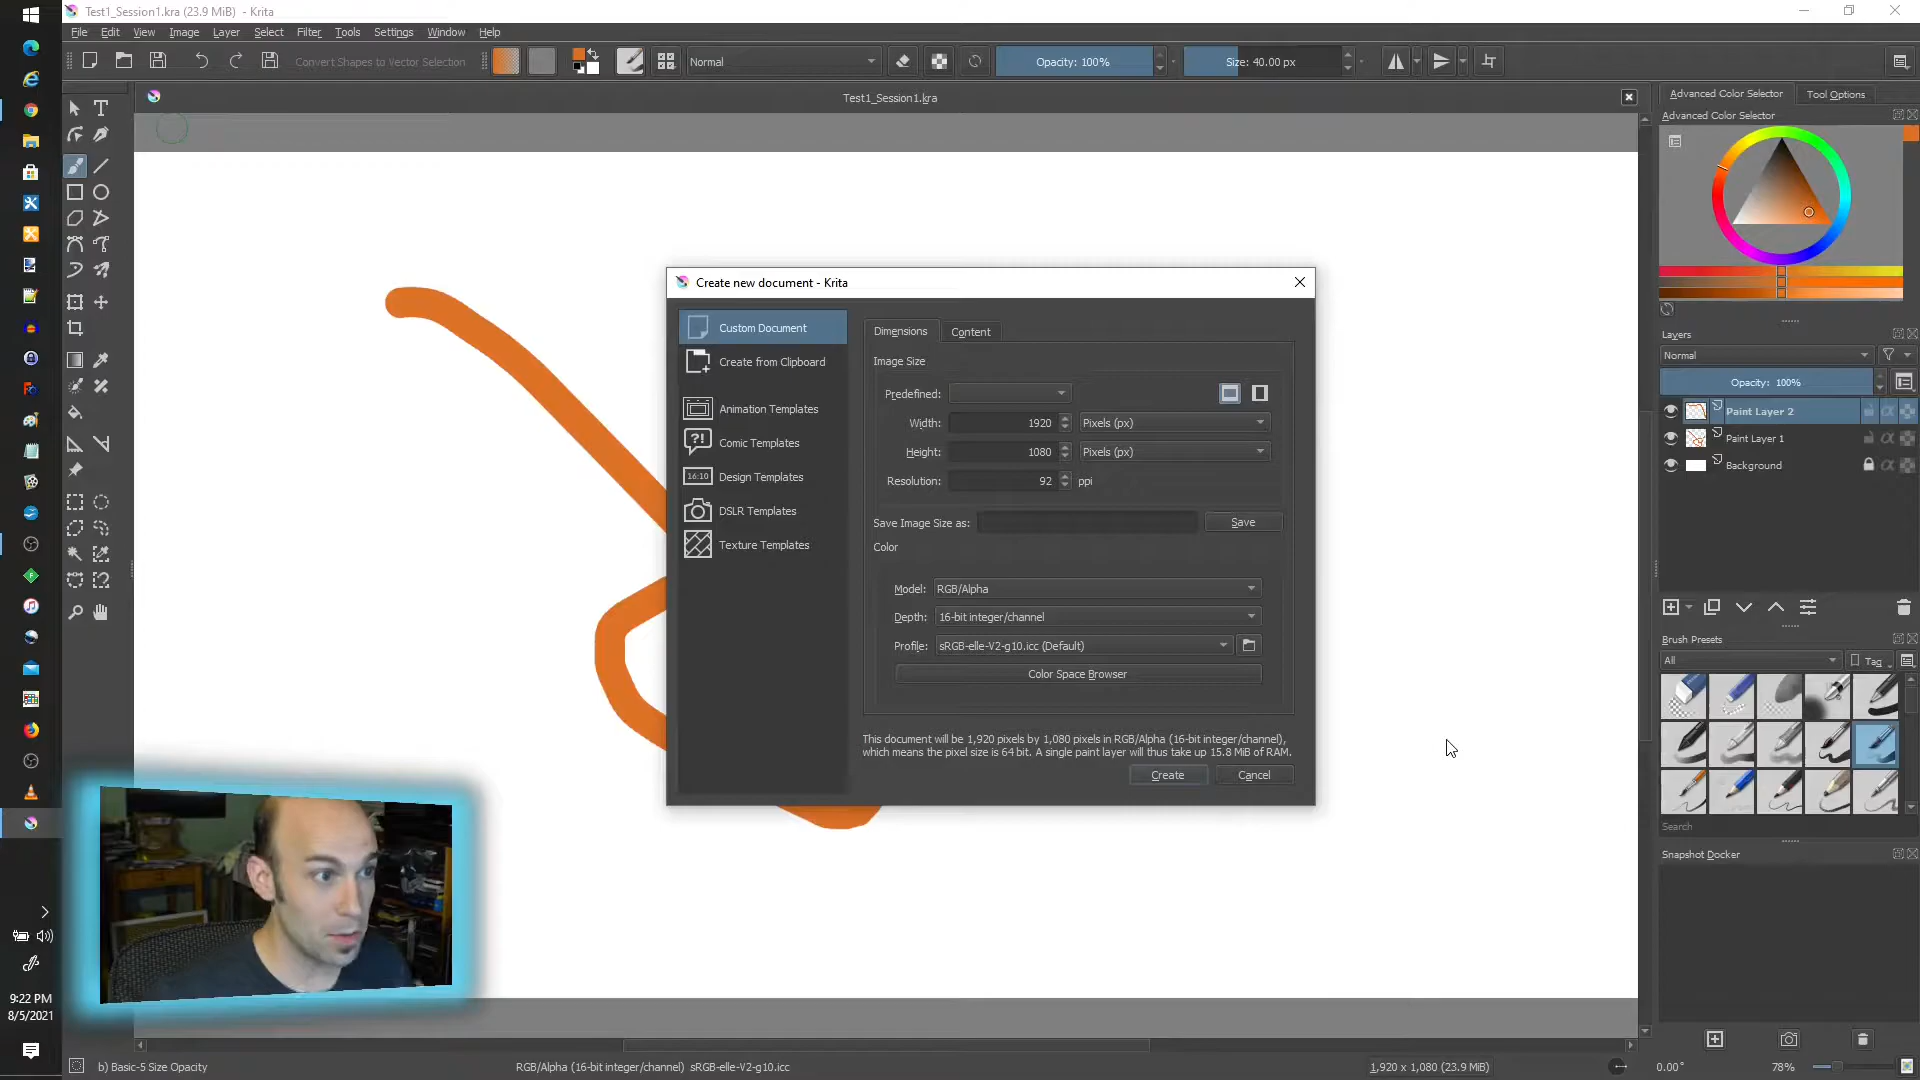 Test1_Session1.kra (23.9 MiB) - Krita
File Edit View Image Layer Select Filter Tools Settings Window Help
Convert Shapes to Vector Selection
Normal
Opacity: 100%
Size: 40.00 px
Test1_Session1.kra
Advanced Color Selector
Tool Options
Advanced Color Selector
Create new document - Krita
Custom Document
Create from Clipboard
Animation Templates
Comic Templates
16:10 Design Templates
DSLR Templates
Texture Templates
Dimensions
Content
Image Size
Predefined:
Width: 1920 Pixels (px)
Height: 1080 Pixels (px)
Resolution: 92 ppi
Save Image Size as: Save
Color
Model: RGB/Alpha
Depth: 16-bit integer/channel
Profile: sRGB-elle-V2-g10.icc (Default)
Color Space Browser
This document will be 1,920 pixels by 1,080 pixels in RGB/Alpha (16-bit integer/channel),
which means the pixel size is 64 bit. A single paint layer will thus take up 15.8 MiB of RAM.
Create
Cancel
Layers
Normal
Opacity: 100%
Paint Layer 2
Paint Layer 1
Background
Brush Presets
All
Tag
Search
Snapshot Docker
9:22 PM
8/5/2021
b) Basic-5 Size Opacity
RGB/Alpha (16-bit integer/channel) sRGB-elle-V2-g10.icc
1,920 x 1,080 (23.9 MiB)
0.00°
78%